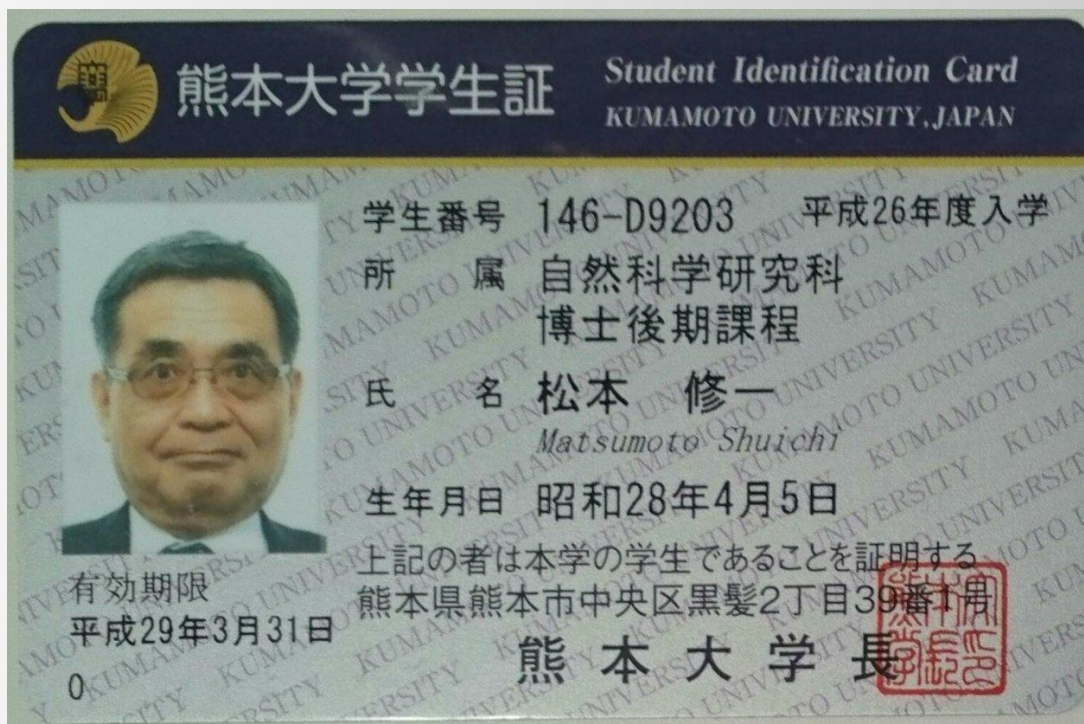 熊本大学学生証
Student Identification Card
KUMAMOTO UNIVERSITY, JAPAN
学生番号 146-D9203 平成26年度入学
所属 自然科学研究科
博士後期課程
氏名 松本 修一
Matsumoto Shuichi
生年月日 昭和28年4月5日
上記の者は本学の学生であることを証明する
熊本県熊本市中央区黒髪2丁目39番1号
熊本大学長
有効期限
平成29年3月31日
0